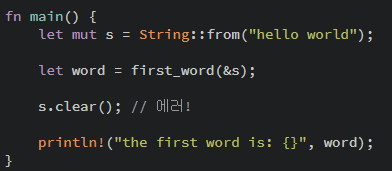 fn main() {
    let mut s = String::from("hello world");

    let word = first_word(&s);

    s.clear(); // 에러!

    println!("the first word is: {}", word);
}